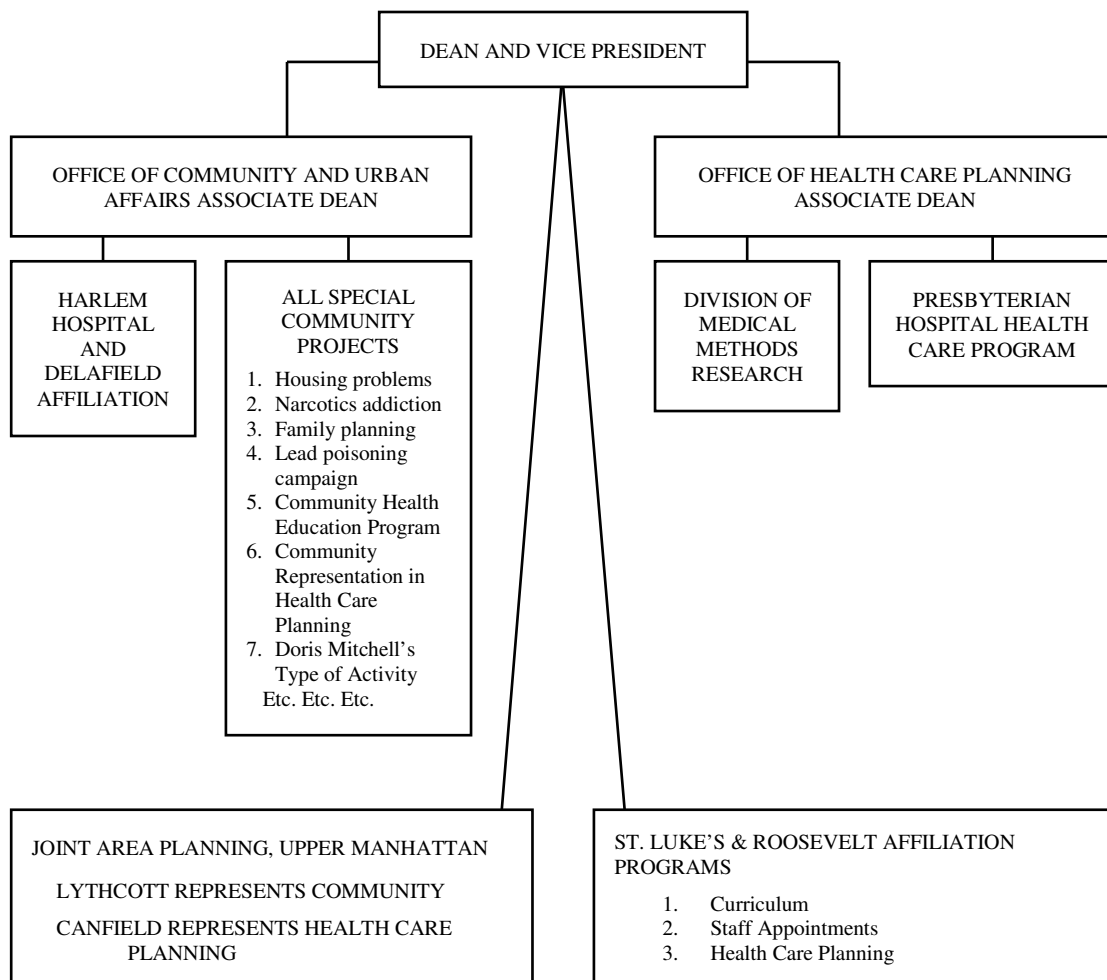 DEAN AND VICE PRESIDENT
OFFICE OF COMMUNITY AND URBAN
AFFAIRS ASSOCIATE DEAN
OFFICE OF HEALTH CARE PLANNING
ASSOCIATE DEAN
HARLEM
HOSPITAL
AND
DELAFIELD
AFFILIATION
ALL SPECIAL
COMMUNITY
PROJECTS
1. Housing problems
2. Narcotics addiction
3. Family planning
4. Lead poisoning
campaign
5. Community Health
Education Program
6. Community
Representation in
Health Care
Planning
7. Doris Mitchell’s
Type of Activity
Etc. Etc. Etc.
DIVISION OF
MEDICAL
METHODS
RESEARCH
PRESBYTERIAN
HOSPITAL HEALTH
CARE PROGRAM
JOINT AREA PLANNING, UPPER MANHATTAN
LYTHCOTT REPRESENTS COMMUNITY
CANFIELD REPRESENTS HEALTH CARE
PLANNING
ST. LUKE’S & ROOSEVELT AFFILIATION
PROGRAMS
1. Curriculum
2. Staff Appointments
3. Health Care Planning